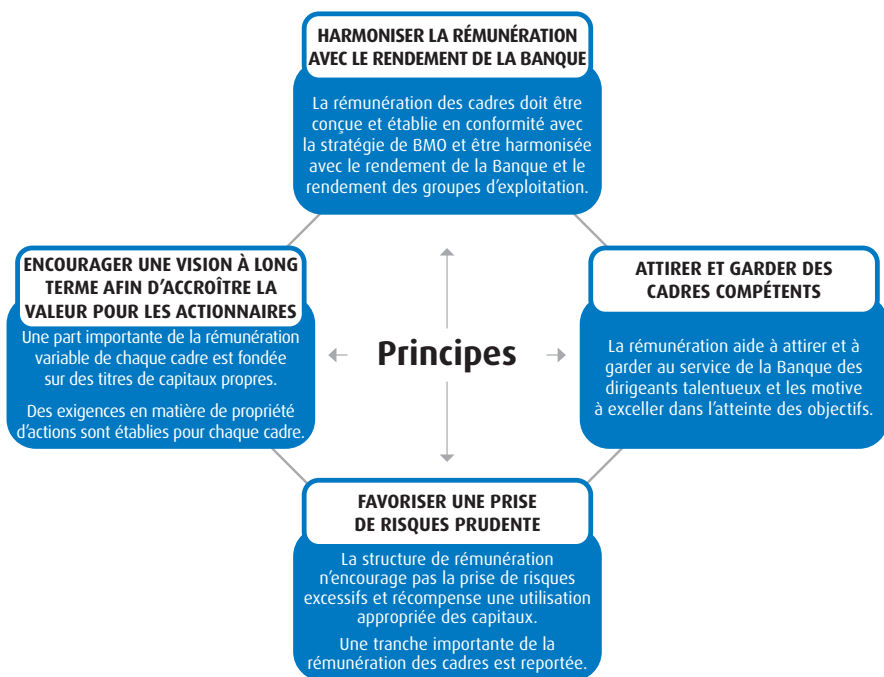 HARMONISER LA RÉMUNÉRATION
AVEC LE RENDEMENT DE LA BANQUE
La rémunération des cadres doit être
conçue et établie en conformité avec
la stratégie de BMO et être harmonisée
avec le rendement de la Banque et le
rendement des groupes d’exploitation.
ENCOURAGER UNE VISION À LONG
TERME AFIN D’ACCROÎTRE LA
VALEUR POUR LES ACTIONNAIRES
Une part importante de la rémunération
variable de chaque cadre est fondée
sur des titres de capitaux propres.
Des exigences en matière de propriété
d’actions sont établies pour chaque cadre.
Principes
ATTIRER ET GARDER DES
CADRES COMPÉTENTS
La rémunération aide à attirer et à
garder au service de la Banque des
dirigeants talentueux et les motive
à exceller dans l’atteinte des objectifs.
FAVORISER UNE PRISE
DE RISQUES PRUDENTE
La structure de rémunération
n’encourage pas la prise de risques
excessifs et récompense une utilisation
appropriée des capitaux.
Une tranche importante de la
rémunération des cadres est reportée.